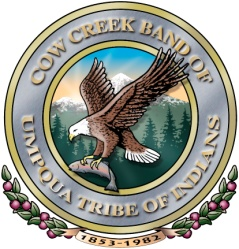 COW CREEK BAND OF
UMPQUA TRIBE OF INDIANS
1853-1982